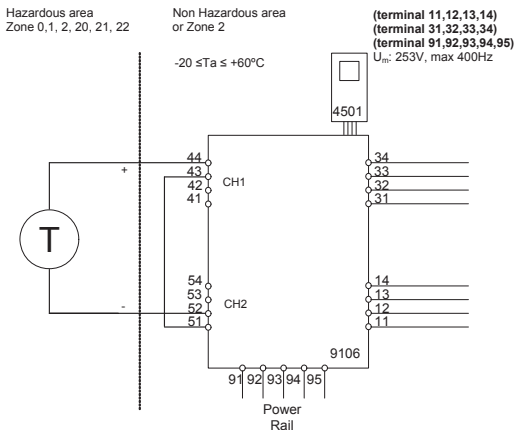 Hazardous area
Zone 0,1, 2, 20, 21, 22
Non Hazardous area
or Zone 2
-20 ≤Ta ≤ +60ºC
(terminal 11,12,13,14)
(terminal 31,32,33,34)
(terminal 91,92,93,94,95)
Um: 253V, max 400Hz
4501
44
43
42
41
CH1
+
T
-
54
53
52
51
CH2
34
33
32
31
14
13
12
11
9106
91 92 93 94 95
Power
Rail